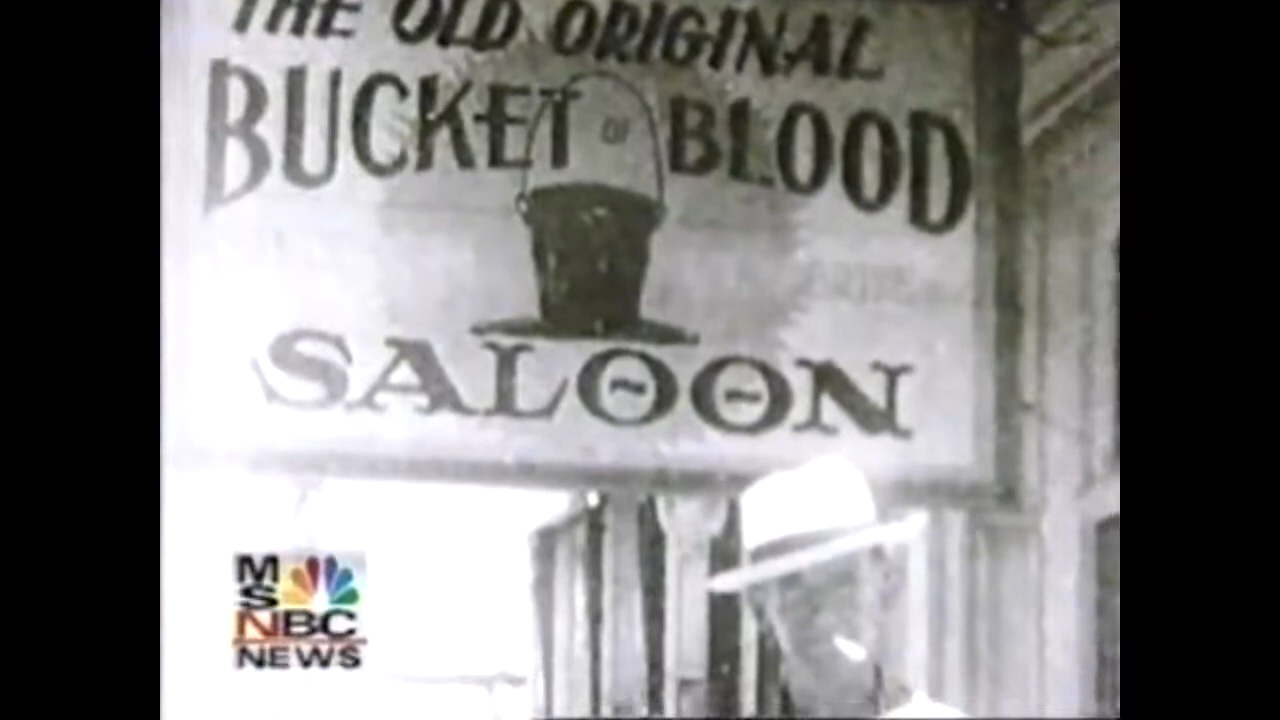 THE OLD ORIGINAL
BUCKET OF BLOOD
SALOON
MSNBC
NEWS